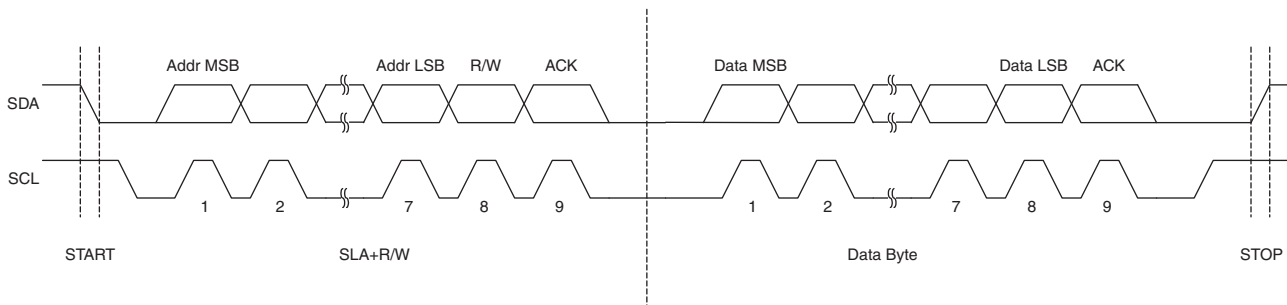 Addr MSB Addr LSB R/W ACK Data MSB Data LSB ACK
SDA
SCL
1 2 7 8 9 1 2 7 8 9
START SLA+R/W Data Byte STOP